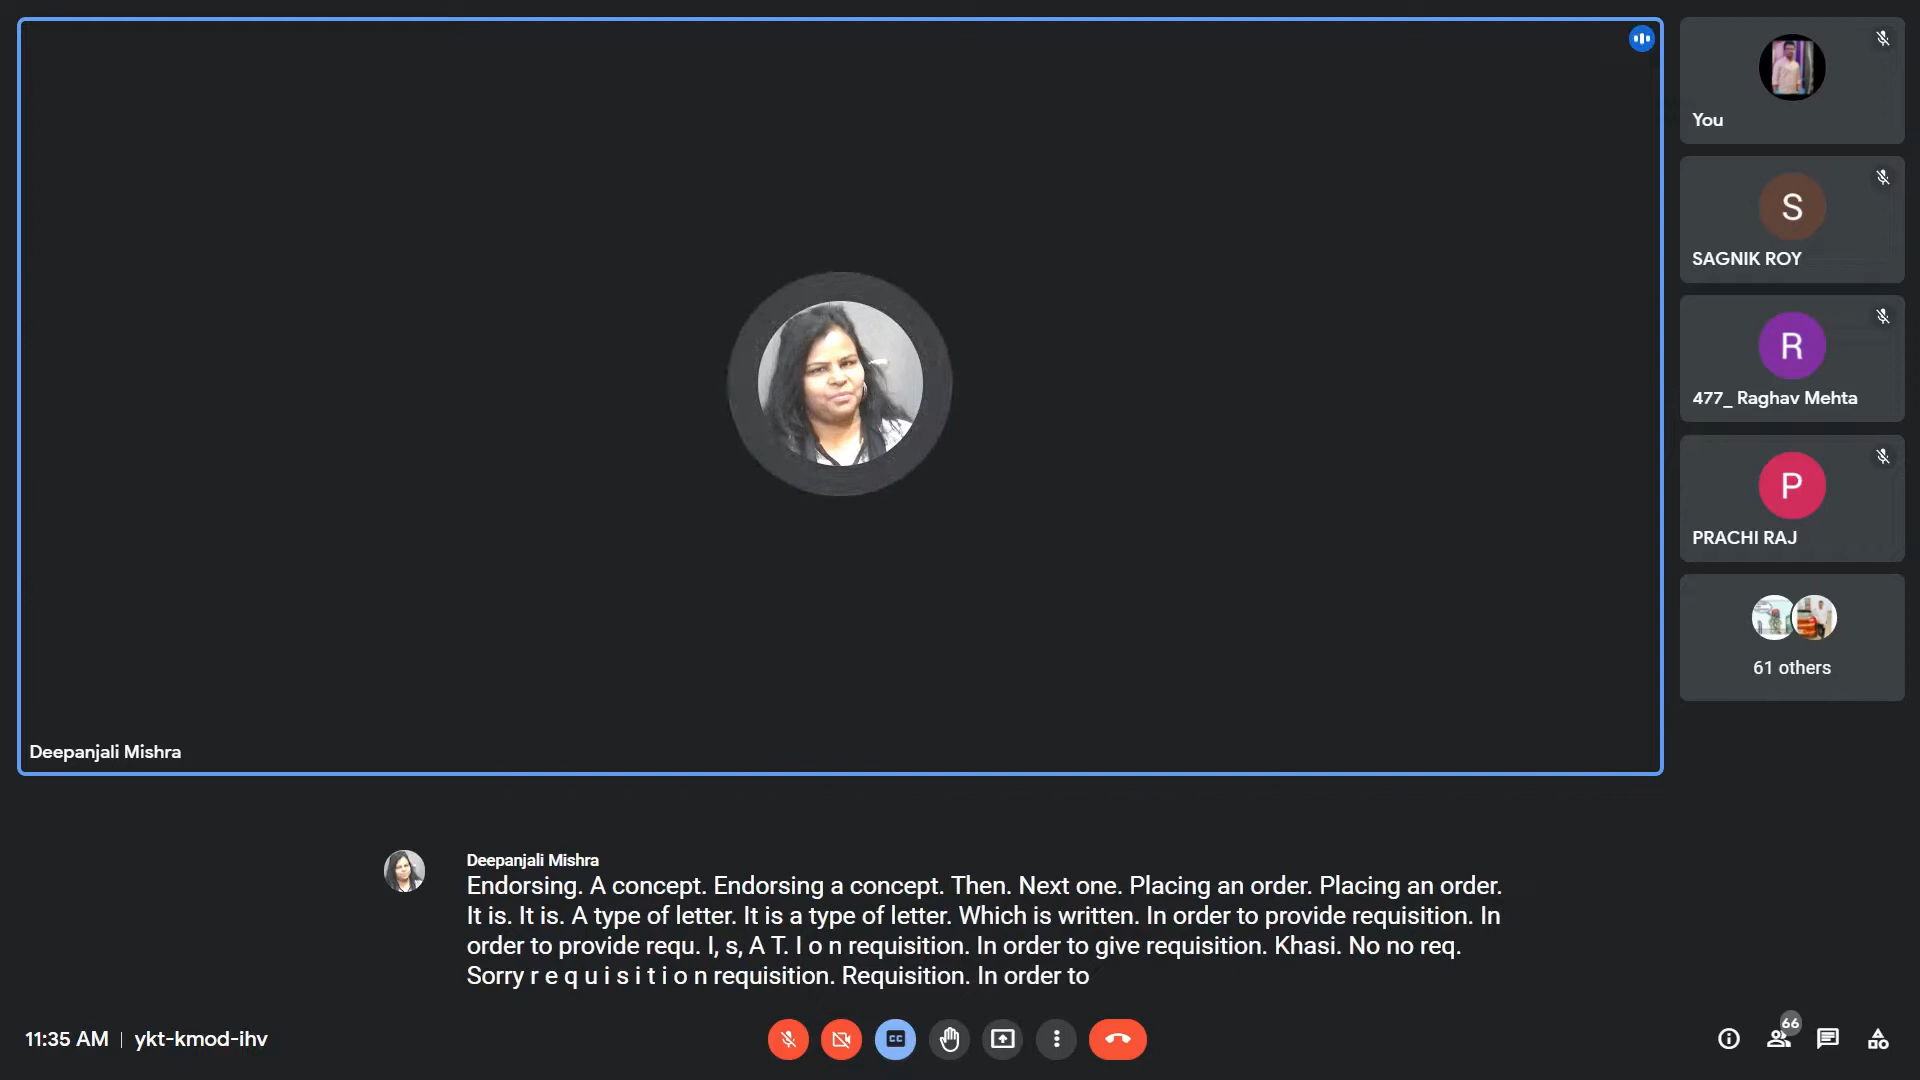 You
S
SAGNIK ROY
R
477_ Raghav Mehta
P
PRACHI RAJ
61 others
Deepanjali Mishra
Deepanjali Mishra
Endorsing. A concept. Endorsing a concept. Then. Next one. Placing an order. Placing an order.
It is. It is. A type of letter. It is a type of letter. Which is written. In order to provide requisition. In
order to provide requ. I, s, A T. I o n requisition. In order to give requisition. Khasi. No no req.
Sorry r e q u i s i t i o n requisition. Requisition. In order to
11:35 AM | ykt-kmod-ihv
CC
66